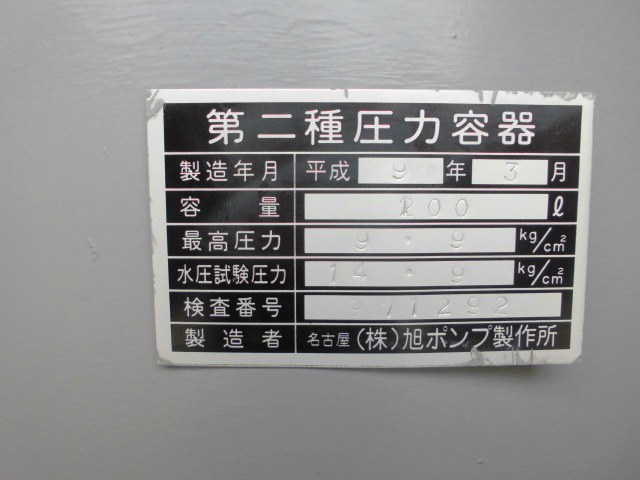 第二種圧力容器
製造年月 平成 9 年 3 月
容量 200 ℓ
最高圧力 9.9 kg/cm²
水圧試験圧力 14.9 kg/cm²
検査番号 971292
製造者 名古屋 (株)旭ポンプ製作所